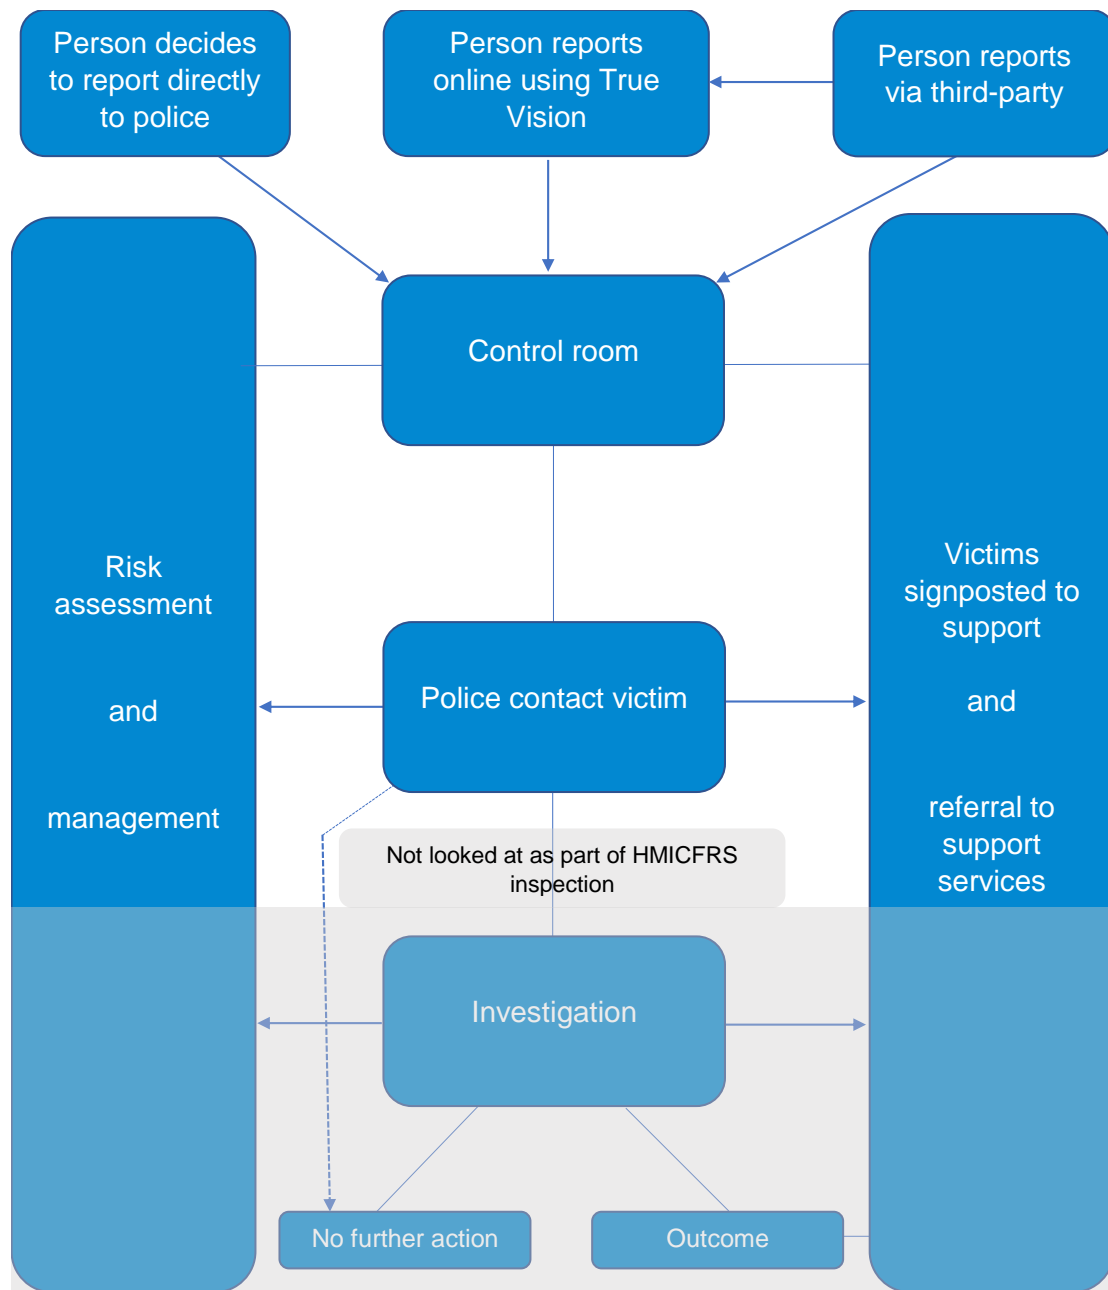 Person decides
to report directly
to police
Person reports
online using True
Vision
Person reports
via third-party
Control room
Risk
assessment
and
management
Victims
signposted to
support
and
referral to
support
services
Police contact victim
Not looked at as part of HMICFRS
inspection
Investigation
No further action
Outcome